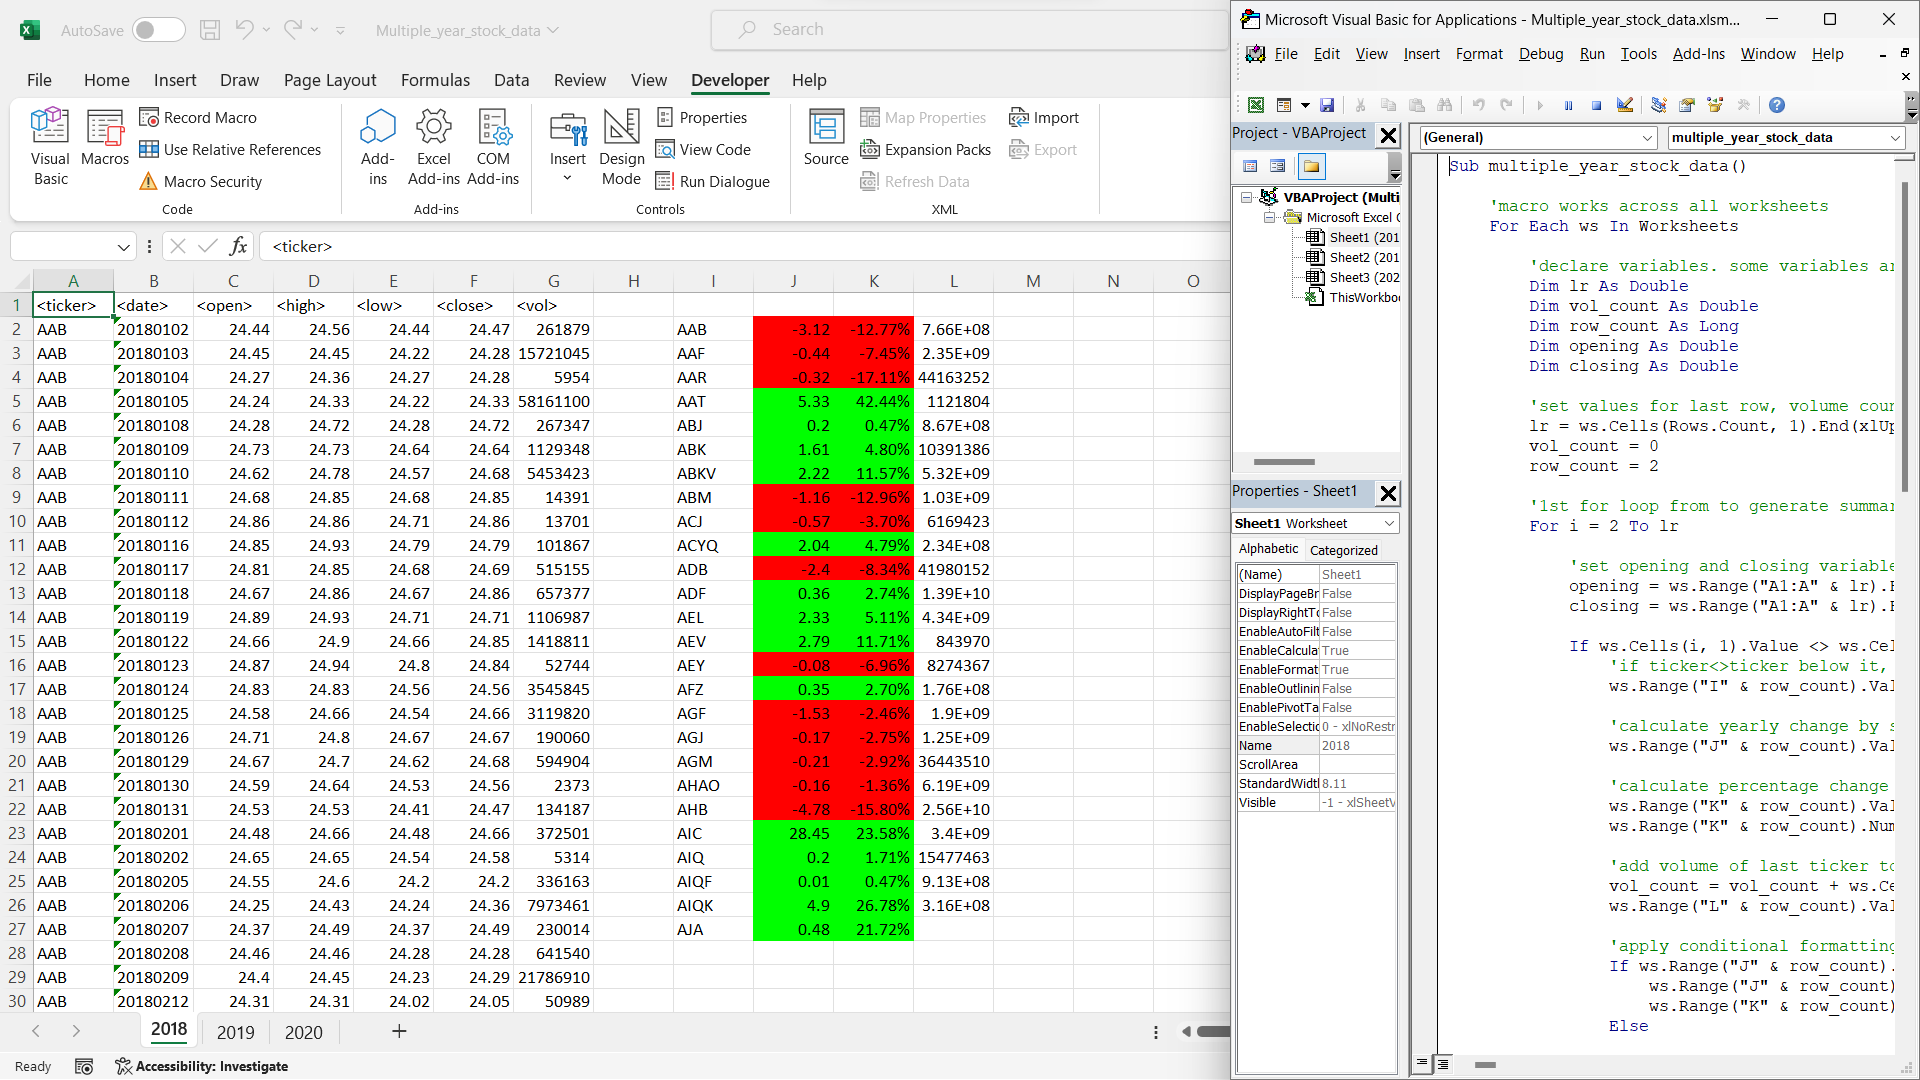 AutoSave Multiple_year_stock_data Search
File Home Insert Draw Page Layout Formulas Data Review View Developer Help
Visual Basic
Macros
Record Macro
Use Relative References
Macro Security
Code
Add-ins
Excel Add-ins
COM Add-ins
Add-ins
Insert
Design Mode
Properties
View Code
Run Dialogue
Controls
Source
Map Properties
Expansion Packs
Refresh Data
Import
Export
XML
fx <ticker>
A B C D E F G H I J K L M N O
1 <ticker> <date> <open> <high> <low> <close> <vol>
2 AAB 20180102 24.44 24.56 24.44 24.47 261879 AAB -3.12 -12.77% 7.66E+08
3 AAB 20180103 24.45 24.45 24.22 24.28 15721045 AAF -0.44 -7.45% 2.35E+09
4 AAB 20180104 24.27 24.36 24.27 24.28 5954 AAR -0.32 -17.11% 44163252
5 AAB 20180105 24.24 24.33 24.22 24.33 58161100 AAT 5.33 42.44% 1121804
6 AAB 20180108 24.28 24.72 24.28 24.72 267347 ABJ 0.2 0.47% 8.67E+08
7 AAB 20180109 24.73 24.73 24.64 24.64 1129348 ABK 1.61 4.80% 10391386
8 AAB 20180110 24.62 24.78 24.57 24.68 5453423 ABKV 2.22 11.57% 5.32E+09
9 AAB 20180111 24.68 24.85 24.68 24.85 14391 ABM -1.16 -12.96% 1.03E+09
10 AAB 20180112 24.86 24.86 24.71 24.86 13701 ACJ -0.57 -3.70% 6169423
11 AAB 20180116 24.85 24.93 24.79 24.79 101867 ACYQ 2.04 4.79% 2.34E+08
12 AAB 20180117 24.81 24.85 24.68 24.69 515155 ADB -2.4 -8.34% 41980152
13 AAB 20180118 24.67 24.86 24.67 24.86 657377 ADF 0.36 2.74% 1.39E+10
14 AAB 20180119 24.89 24.93 24.71 24.71 1106987 AEL 2.33 5.11% 4.34E+09
15 AAB 20180122 24.66 24.9 24.66 24.85 1418811 AEV 2.79 11.71% 843970
16 AAB 20180123 24.87 24.94 24.8 24.84 52744 AEY -0.08 -6.96% 8274367
17 AAB 20180124 24.83 24.83 24.56 24.56 3545845 AFZ 0.35 2.70% 1.76E+08
18 AAB 20180125 24.58 24.66 24.54 24.66 3119820 AGF -1.53 -2.46% 1.9E+09
19 AAB 20180126 24.71 24.8 24.67 24.67 190060 AGJ -0.17 -2.75% 1.25E+09
20 AAB 20180129 24.67 24.7 24.62 24.68 594904 AGM -0.21 -2.92% 36443510
21 AAB 20180130 24.59 24.64 24.53 24.56 2373 AHAO -0.16 -1.36% 6.19E+09
22 AAB 20180131 24.53 24.53 24.41 24.47 134187 AHB -4.78 -15.80% 2.56E+10
23 AAB 20180201 24.48 24.66 24.48 24.66 372501 AIC 28.45 23.58% 3.4E+09
24 AAB 20180202 24.65 24.65 24.54 24.58 5314 AIQ 0.2 1.71% 15477463
25 AAB 20180205 24.55 24.6 24.2 24.2 336163 AIQF 0.01 0.47% 9.13E+08
26 AAB 20180206 24.25 24.43 24.24 24.36 7973461 AIQK 4.9 26.78% 3.16E+08
27 AAB 20180207 24.37 24.49 24.37 24.49 230014 AJA 0.48 21.72%
28 AAB 20180208 24.46 24.46 24.28 24.28 641540
29 AAB 20180209 24.4 24.45 24.23 24.29 21786910
30 AAB 20180212 24.31 24.31 24.02 24.05 50989
2018 2019 2020
Ready Accessibility: Investigate
Microsoft Visual Basic for Applications - Multiple_year_stock_data.xlsm...
File Edit View Insert Format Debug Run Tools Add-Ins Window Help
Project - VBAProject
VBAProject (Multi
Microsoft Excel O
Sheet1 (201
Sheet2 (201
Sheet3 (202
ThisWorkboo
Properties - Sheet1
Sheet1 Worksheet
Alphabetic Categorized
(Name) Sheet1
DisplayPageBr False
DisplayRightTo False
EnableAutoFilt False
EnableCalcula True
EnableFormat True
EnableOutlinin False
EnablePivotTa False
EnableSelectio 0 - xlNoRestr
Name 2018
ScrollArea
StandardWidt 8.11
Visible -1 - xlSheetV
(General) multiple_year_stock_data
Sub multiple_year_stock_data()
'macro works across all worksheets
For Each ws In Worksheets
'declare variables. some variables ar
Dim lr As Double
Dim vol_count As Double
Dim row_count As Long
Dim opening As Double
Dim closing As Double
'set values for last row, volume coun
lr = ws.Cells(Rows.Count, 1).End(xlUp
vol_count = 0
row_count = 2
'1st for loop from to generate summar
For i = 2 To lr
'set opening and closing variable
opening = ws.Range("A1:A" & lr).F
closing = ws.Range("A1:A" & lr).F
If ws.Cells(i, 1).Value <> ws.Cel
'if ticker<>ticker below it,
ws.Range("I" & row_count).Val
'calculate yearly change by s
ws.Range("J" & row_count).Val
'calculate percentage change
ws.Range("K" & row_count).Val
ws.Range("K" & row_count).Num
'add volume of last ticker to
vol_count = vol_count + ws.Ce
ws.Range("L" & row_count).Val
'apply conditional formatting
If ws.Range("J" & row_count).
ws.Range("J" & row_count)
ws.Range("K" & row_count)
Else